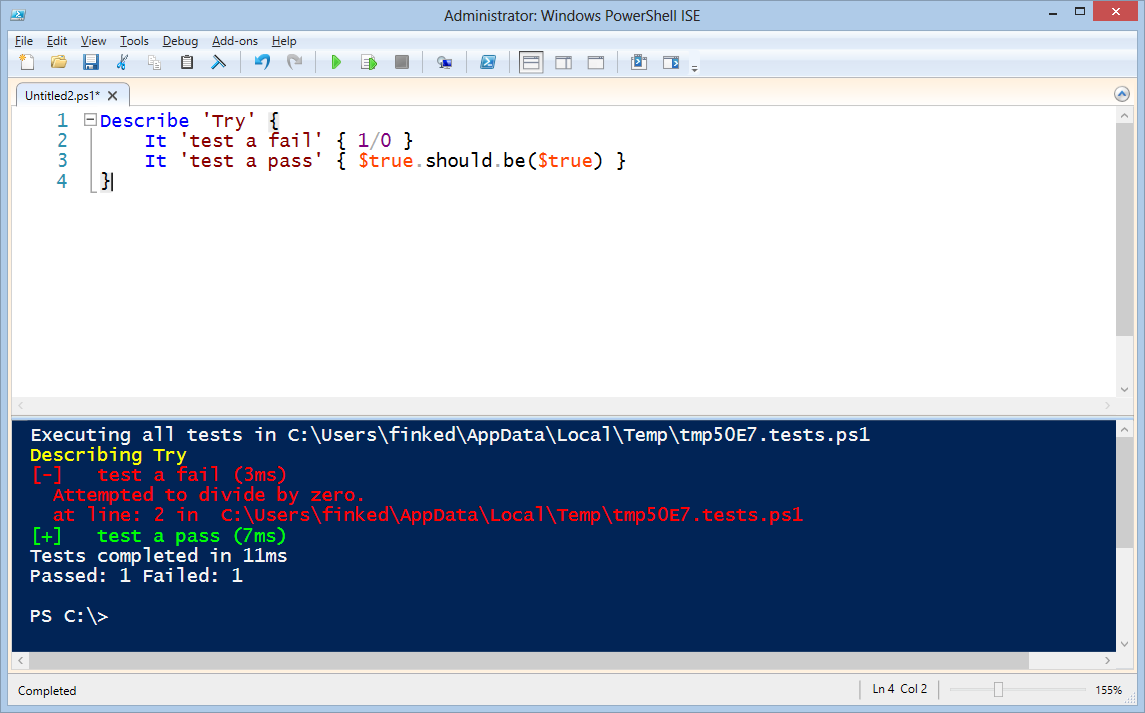 Administrator: Windows PowerShell ISE
File Edit View Tools Debug Add-ons Help
Untitled2.ps1*
1 Describe 'Try' {
2     It 'test a fail' { 1/0 }
3     It 'test a pass' { $true.should.be($true) }
4 }
Executing all tests in C:\Users\finked\AppData\Local\Temp\tmp50E7.tests.ps1
Describing Try
[-]   test a fail (3ms)
  Attempted to divide by zero.
  at line: 2 in  C:\Users\finked\AppData\Local\Temp\tmp50E7.tests.ps1
[+]   test a pass (7ms)
Tests completed in 11ms
Passed: 1 Failed: 1
PS C:\>
Completed Ln 4 Col 2 155%